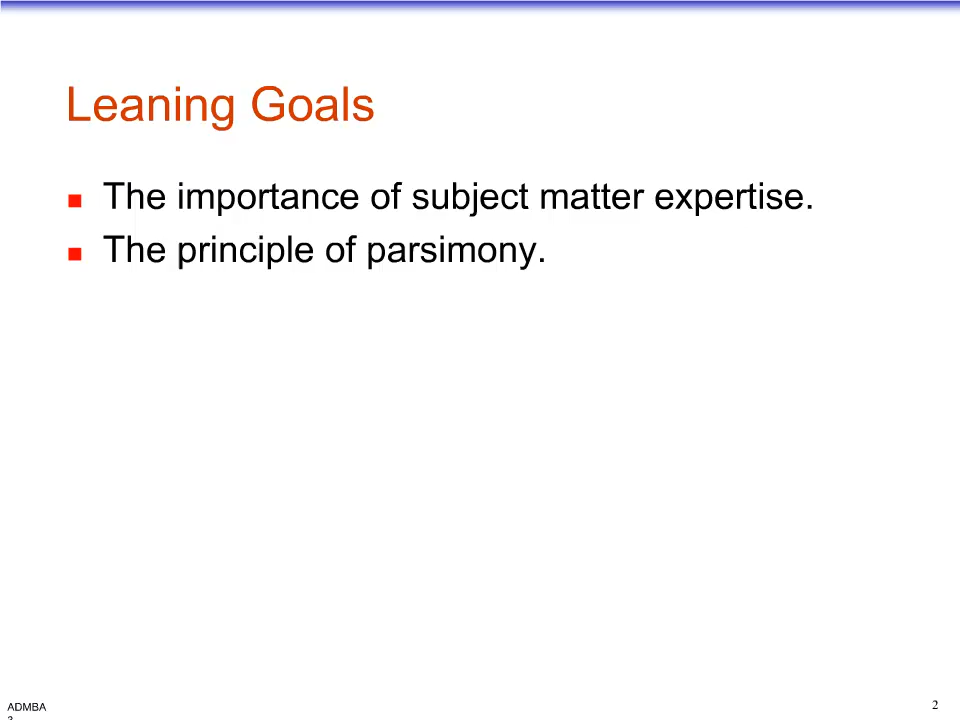 Leaning Goals
The importance of subject matter expertise.
The principle of parsimony.
ADMBA
2